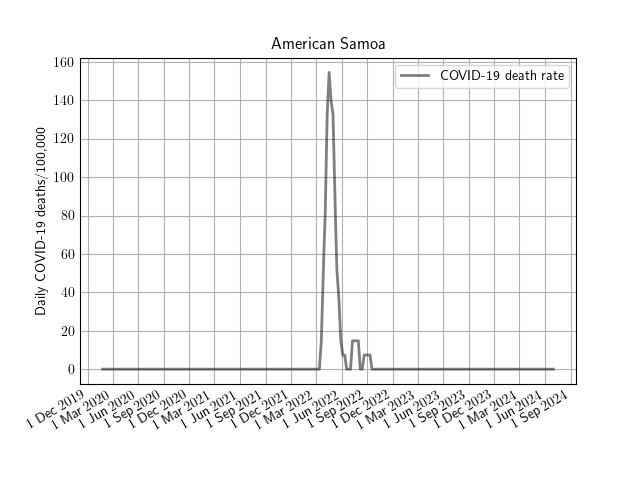 American Samoa
COVID-19 death rate
Daily COVID-19 deaths/100,000
160
140
120
100
80
60
40
20
0
1 Dec 2019
1 Mar 2020
1 Jun 2020
1 Sep 2020
1 Dec 2020
1 Mar 2021
1 Jun 2021
1 Sep 2021
1 Dec 2021
1 Mar 2022
1 Jun 2022
1 Sep 2022
1 Dec 2022
1 Mar 2023
1 Jun 2023
1 Sep 2023
1 Dec 2023
1 Mar 2024
1 Jun 2024
1 Sep 2024